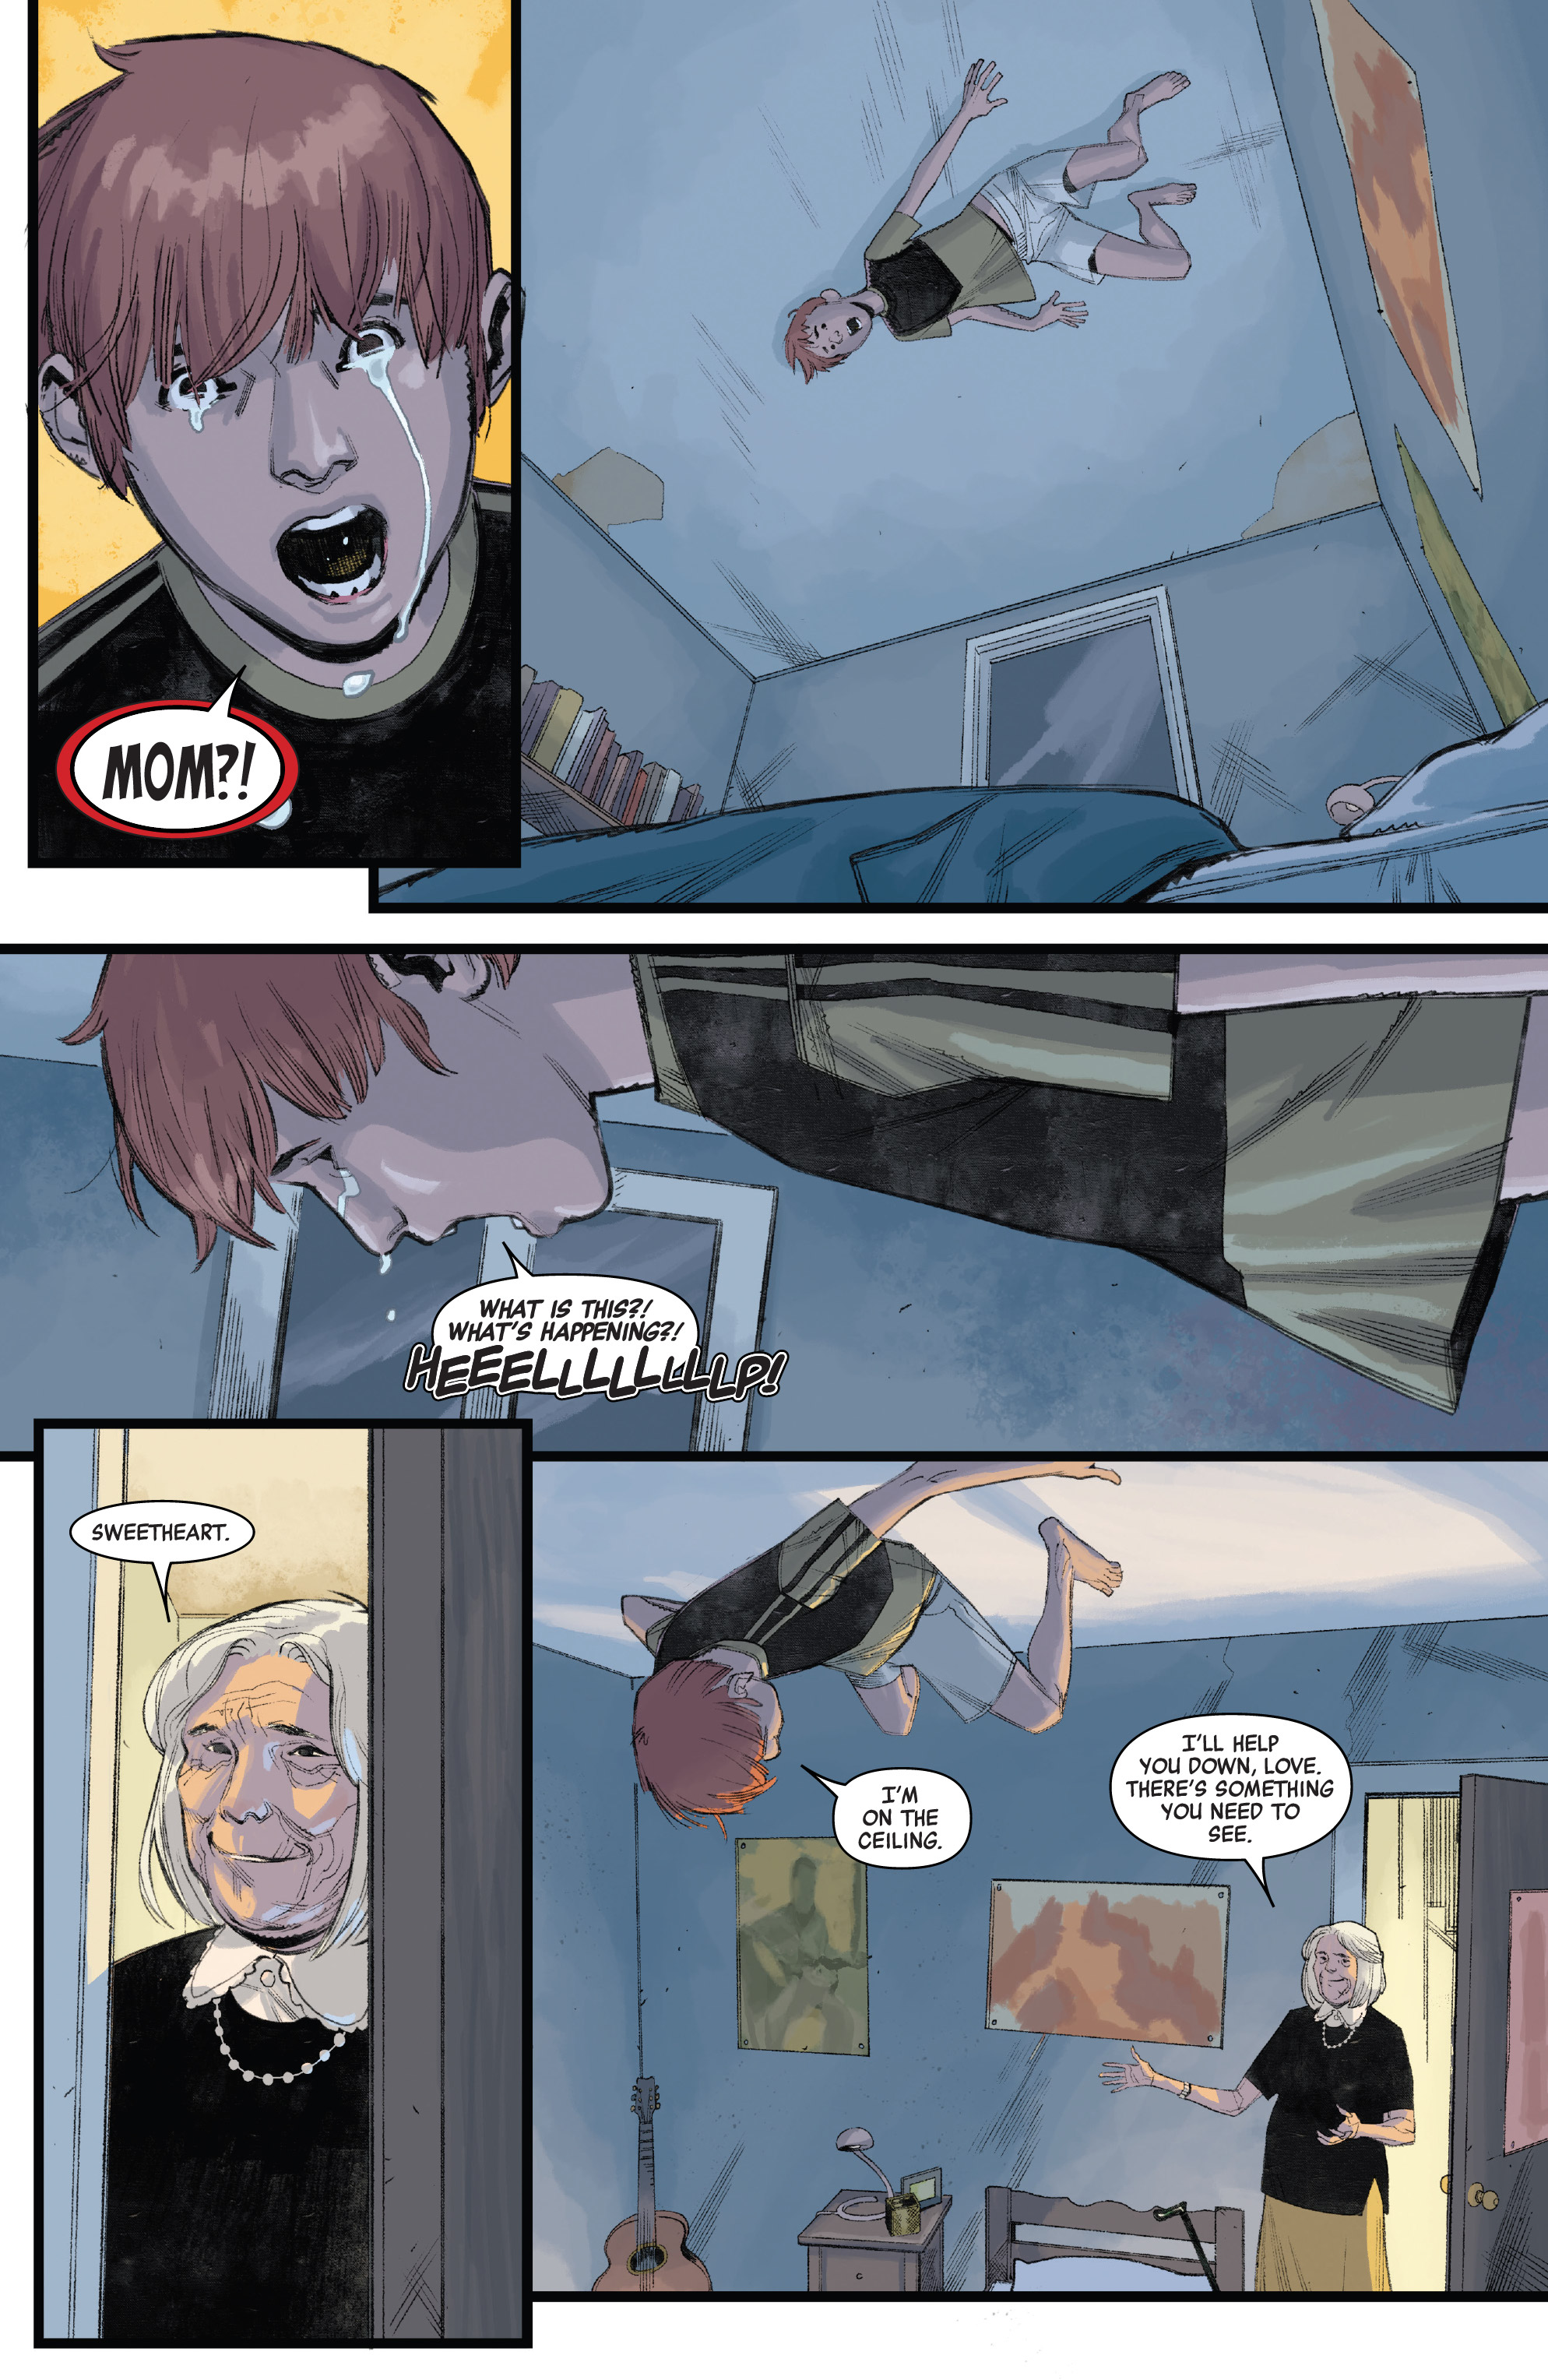 MOM?!
WHAT IS THIS?!
WHAT'S HAPPENING?!
HEEELLLLLLLLP!
SWEETHEART.
I'M
ON THE
CEILING.
I'LL HELP
YOU DOWN, LOVE.
THERE'S SOMETHING
YOU NEED TO
SEE.